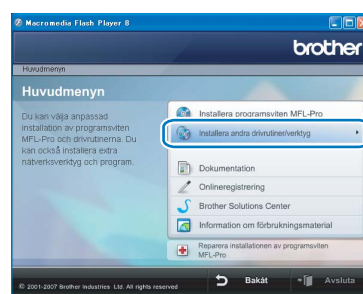 Macromedia Flash Player 8
brother
Huvudmenyn
Huvudmenyn
Du kan välja anpassad
installation av programsviten
MFL-Pro och drivrutinerna. Du
kan också installera extra
nätverksverktyg och program.
Installera programsviten MFL-Pro
Installera andra drivrutiner/verktyg
Dokumentation
Onlineregistrering
Brother Solutions Center
Information om förbrukningsmaterial
Reparera installationen av programsviten
MFL-Pro
© 2001-2007 Brother Industries Ltd. All rights reserved
Bakåt
Avsluta